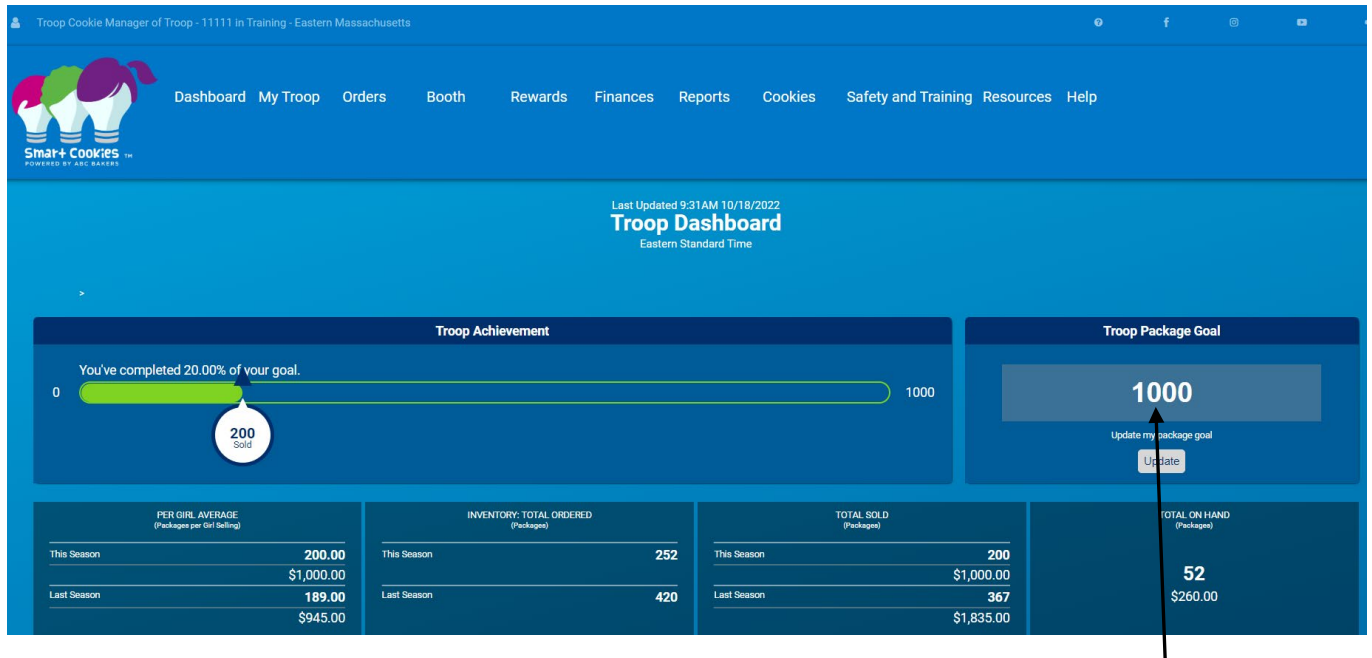 Troop Cookie Manager of Troop - 11111 in Training - Eastern Massachusetts
Dashboard My Troop Orders Booth Rewards Finances Reports Cookies Safety and Training Resources Help
Smart Cookies TM
POWERED BY ABC BAKERS
Last Updated 9:31AM 10/18/2022
Troop Dashboard
Eastern Standard Time
>
Troop Achievement
You've completed 20.00% of your goal.
0 1000
200
Sold
Troop Package Goal
1000
Update my package goal
Update
PER GIRL AVERAGE
(Packages per Girl Selling)
This Season 200.00
$1,000.00
Last Season 189.00
$945.00
INVENTORY: TOTAL ORDERED
(Packages)
This Season 252
Last Season 420
TOTAL SOLD
(Packages)
This Season 200
$1,000.00
Last Season 367
$1,835.00
TOTAL ON HAND
(Packages)
52
$260.00